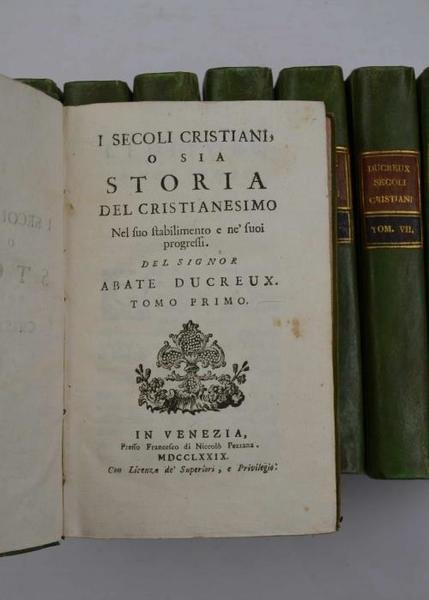 I SECOLI CRISTIANI,
O SIA
STORIA
DEL CRISTIANESIMO
Nel suo stabilimento e ne' suoi
progressi.
DEL SIGNOR
ABATE DUCREUX.
TOMO PRIMO.
IN VENEZIA,
Presso Francesco di Niccolò Pezzana.
MDCCLXXIX.
Con Licenza de' Superiori, e Privilegio.
DUCREUX
SECOLI
CRISTIANI
TOM. VII.